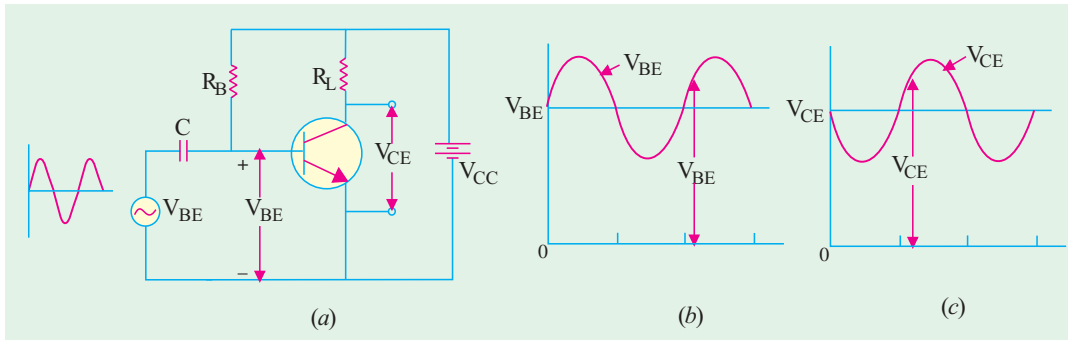 R_B
R_L
C
+
V_BE
V_BE
−
V_CE
V_CC
(a)
V_BE
V_BE
V_BE
0
(b)
V_CE
V_CE
V_CE
0
(c)